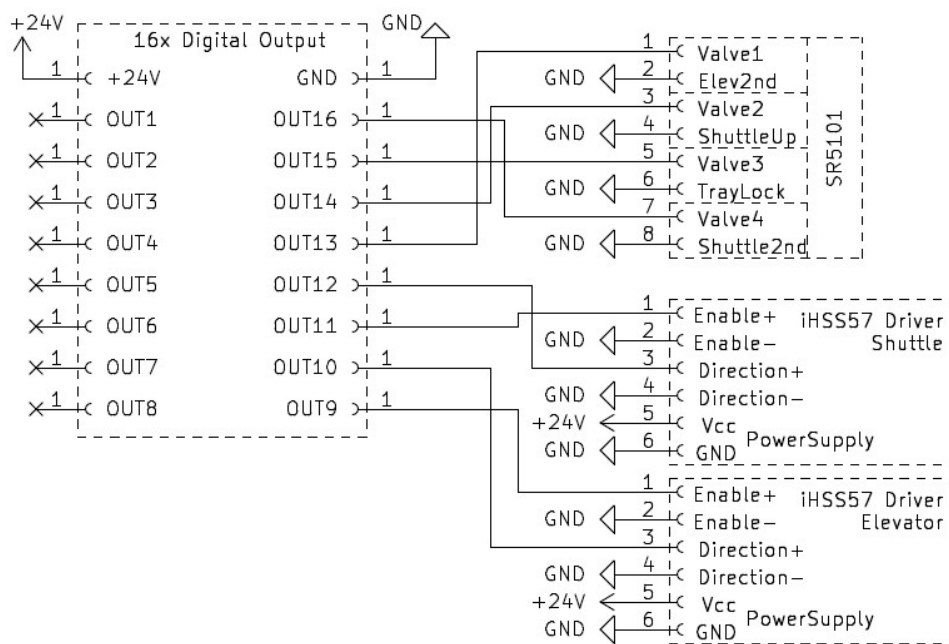 +24V
GND
16x Digital Output
1 +24V
GND 1
1 OUT1
OUT16 1
1 OUT2
OUT15 1
1 OUT3
OUT14 1
1 OUT4
OUT13 1
1 OUT5
OUT12 1
1 OUT6
OUT11 1
1 OUT7
OUT10 1
1 OUT8
OUT9 1
1 Valve1
GND 2 Elev2nd
3 Valve2
GND 4 ShuttleUp
5 Valve3
GND 6 TrayLock
7 Valve4
GND 8 Shuttle2nd
SR5101
1 Enable+
iHSS57 Driver
Shuttle
GND 2 Enable-
3 Direction+
GND 4 Direction-
+24V 5 Vcc
PowerSupply
GND 6 GND
1 Enable+
iHSS57 Driver
Elevator
GND 2 Enable-
3 Direction+
GND 4 Direction-
+24V 5 Vcc
PowerSupply
GND 6 GND